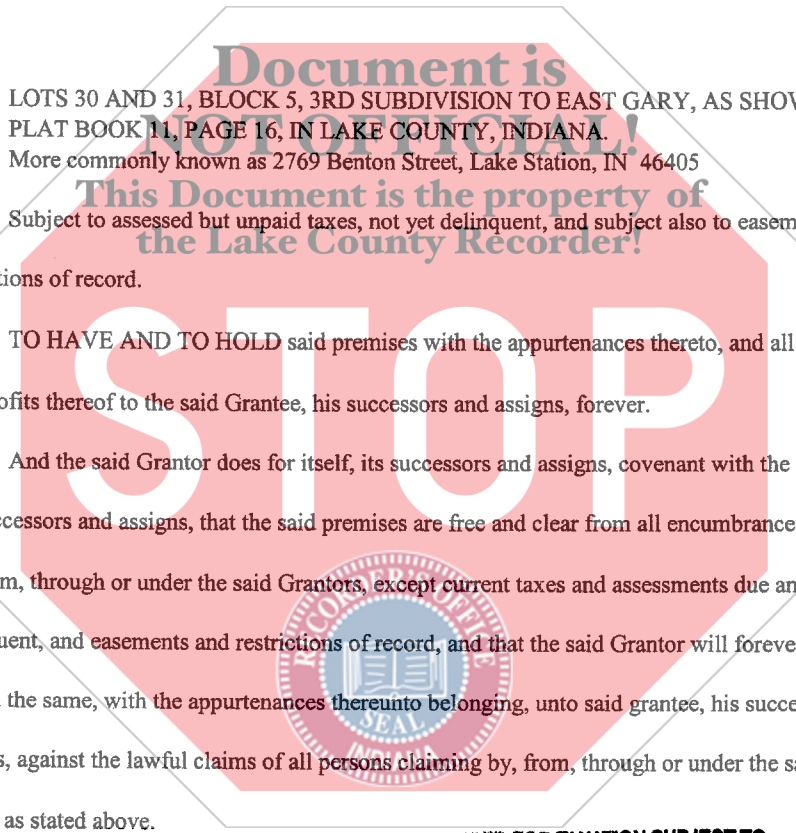 Document is
LOTS 30 AND 31, BLOCK 5, 3RD SUBDIVISION TO EAST GARY, AS SHOW
PLAT BOOK 11, PAGE 16, IN LAKE COUNTY, INDIANA.
NOT OFFICIAL!
More commonly known as 2769 Benton Street, Lake Station, IN 46405
This Document is the property of
Subject to assessed but unpaid taxes, not yet delinquent, and subject also to easem
the Lake County Recorder!
tions of record.
STOP
TO HAVE AND TO HOLD said premises with the appurtenances thereto, and all
ofits thereof to the said Grantee, his successors and assigns, forever.
And the said Grantor does for itself, its successors and assigns, covenant with the
ccessors and assigns, that the said premises are free and clear from all encumbrance
m, through or under the said Grantors, except current taxes and assessments due an
uent, and easements and restrictions of record, and that the said Grantor will foreve
the same, with the appurtenances thereunto belonging, unto said grantee, his succe
s, against the lawful claims of all persons claiming by, from, through or under the sa
as stated above.
RECORDER'S OFFICE
SEAL
INDIANA